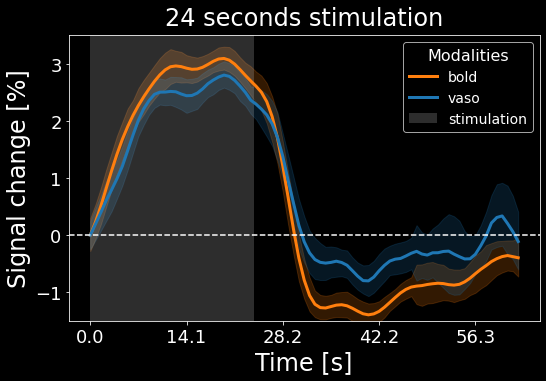 24 seconds stimulation
Signal change [%]
3
2
1
0
−1
Modalities
bold
vaso
stimulation
0.0 14.1 28.2 42.2 56.3
Time [s]